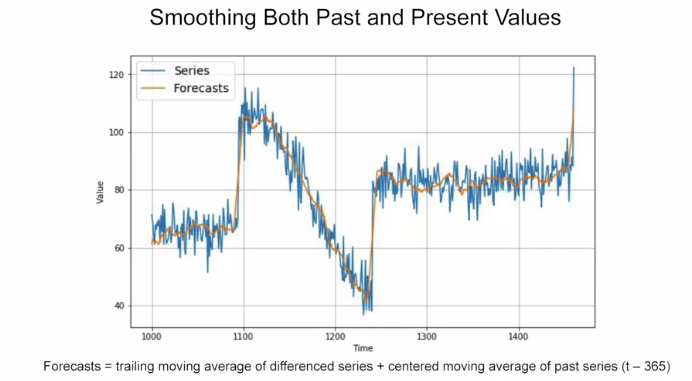 Smoothing Both Past and Present Values
Series
Forecasts
120
100
80
60
40
Value
1000
1100
1200
1300
1400
Time
Forecasts = trailing moving average of differenced series + centered moving average of past series (t – 365)